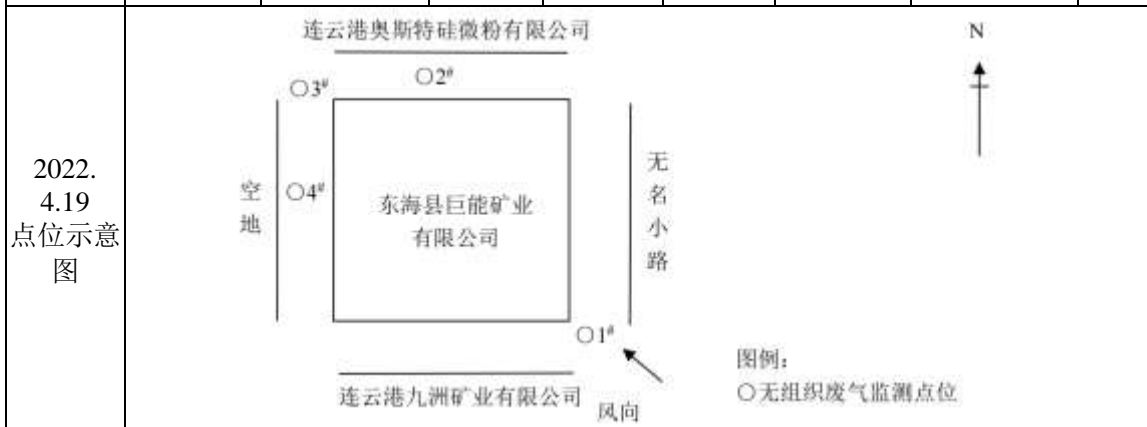 连云港奥斯特硅微粉有限公司
N
○2#
○3#
2022.
4.19
点位示意
图
空
地
○4#
东海县巨能矿业
有限公司
无
名
小
路
○1#
图例：
○无组织废气监测点位
连云港九洲矿业有限公司
风向